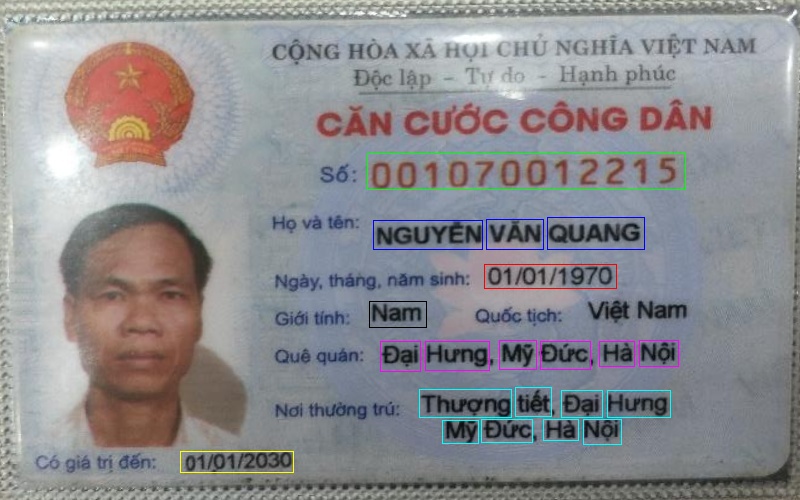 CỘNG HÒA XÃ HỘI CHỦ NGHĨA VIỆT NAM
Độc lập - Tự do - Hạnh phúc
CĂN CƯỚC CÔNG DÂN
Số: 001070012215
Họ và tên: NGUYỄN VĂN QUANG
Ngày, tháng, năm sinh: 01/01/1970
Giới tính: Nam Quốc tịch: Việt Nam
Quê quán: Đại Hưng, Mỹ Đức, Hà Nội
Nơi thường trú: Thượng tiết, Đại Hưng
Mỹ Đức, Hà Nội
Có giá trị đến: 01/01/2030